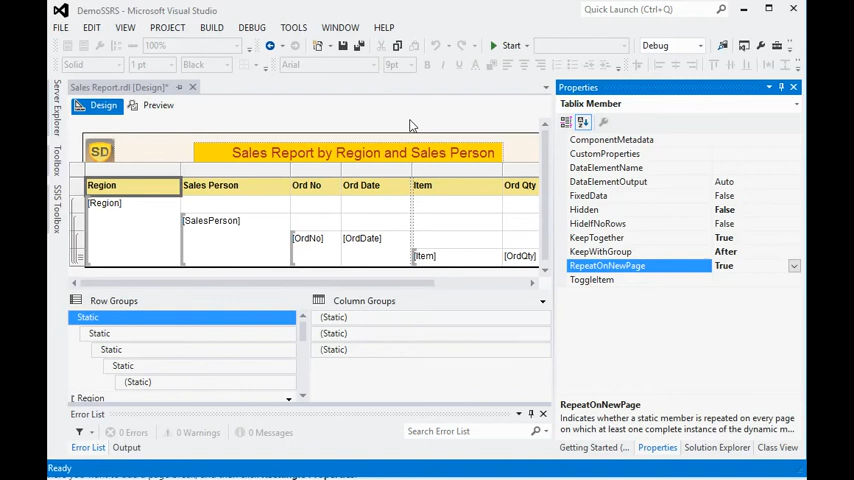 DemoSSRS - Microsoft Visual Studio
Quick Launch (Ctrl+Q)
FILE EDIT VIEW PROJECT BUILD DEBUG TOOLS WINDOW HELP
100% Start Debug
Solid 1 pt Black Arial 9pt B I U A
Sales Report.rdl [Design]*
Design Preview
SD
Sales Report by Region and Sales Person
Region Sales Person Ord No Ord Date Item Ord Qty
[Region]
[SalesPerson]
[OrdNo] [OrdDate]
[Item] [OrdQty]
Server Explorer
Toolbox
SSIS Toolbox
Row Groups
Static
Static
Static
Static
(Static)
[ Region
Column Groups
(Static)
(Static)
(Static)
Error List
0 Errors 0 Warnings 0 Messages
Search Error List
Error List Output
Properties
Tablix Member
ComponentMetadata
CustomProperties
DataElementName
DataElementOutput Auto
FixedData False
Hidden False
HideIfNoRows False
KeepTogether True
KeepWithGroup After
RepeatOnNewPage True
ToggleItem
RepeatOnNewPage
Indicates whether a static member is repeated on every page
on which at least one complete instance of the dynamic m...
Getting Started (... Properties Solution Explorer Class View
Ready